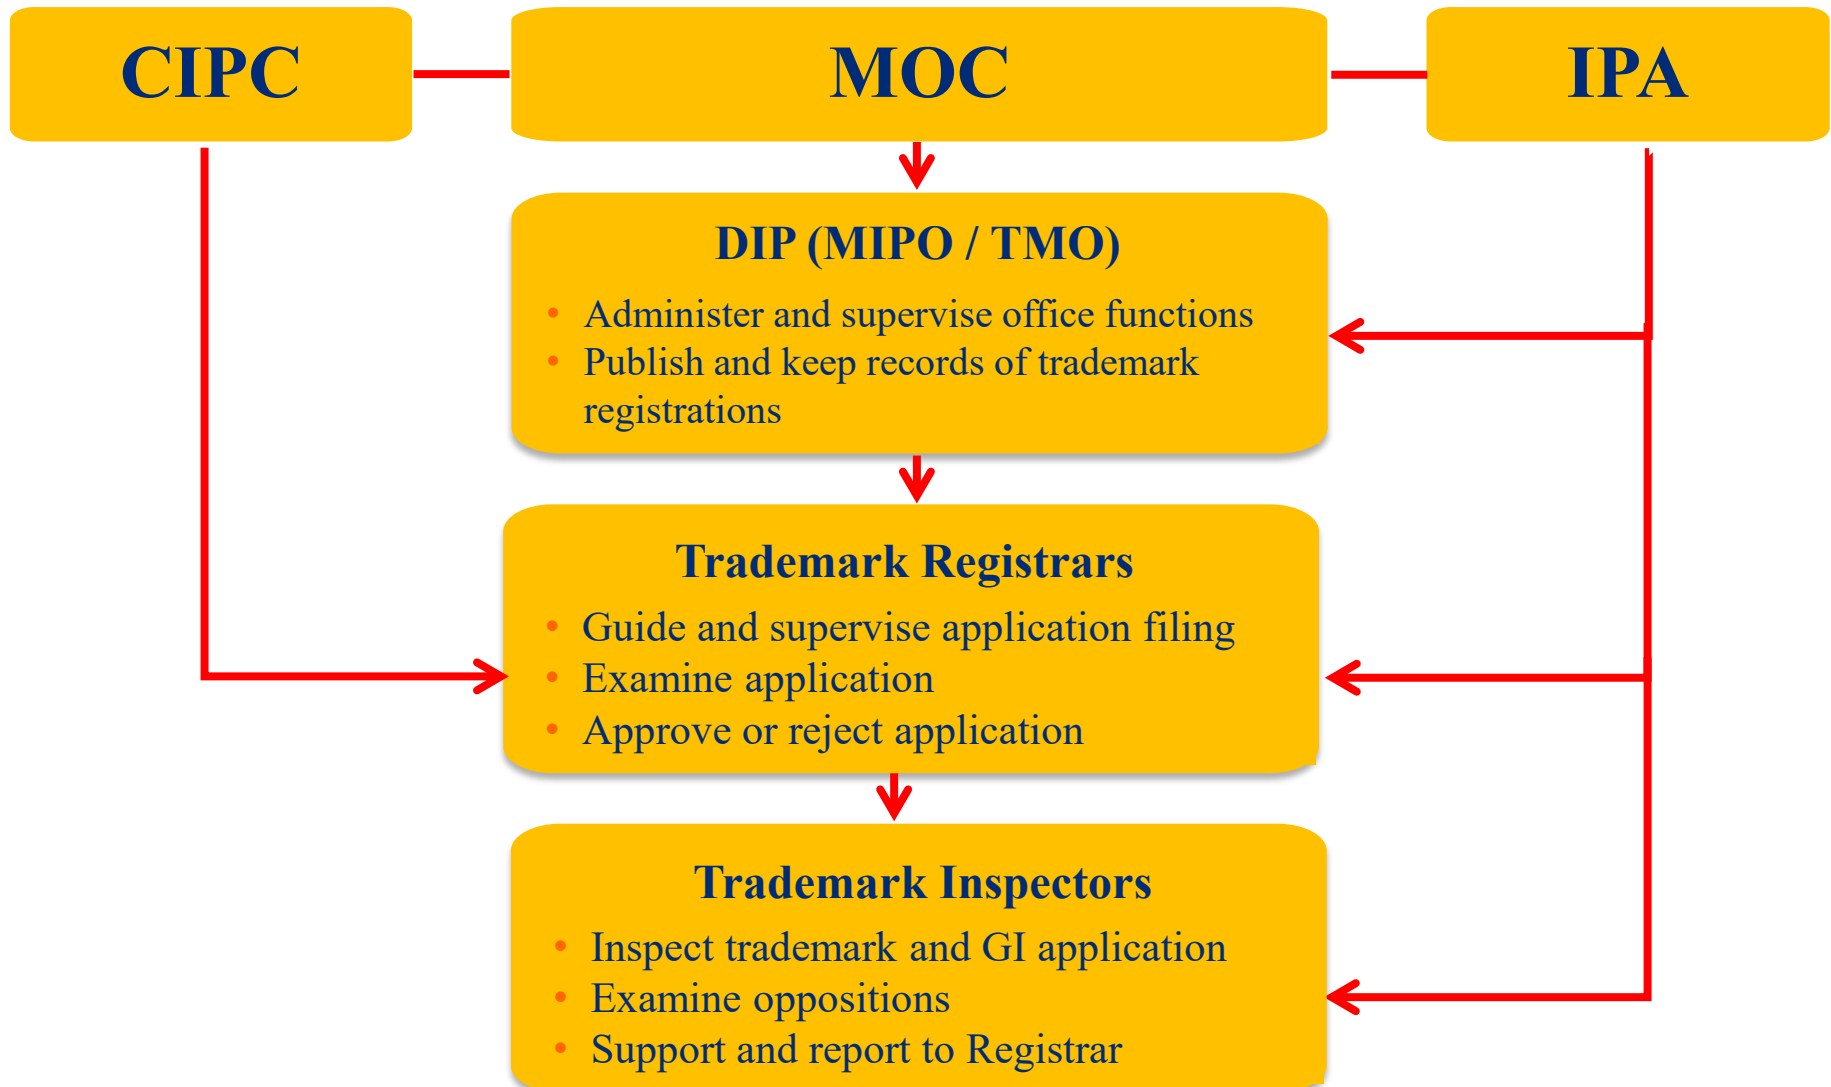 CIPC
MOC
IPA
DIP (MIPO / TMO)
• Administer and supervise office functions
• Publish and keep records of trademark
registrations
Trademark Registrars
• Guide and supervise application filing
• Examine application
• Approve or reject application
Trademark Inspectors
• Inspect trademark and GI application
• Examine oppositions
• Support and report to Registrar